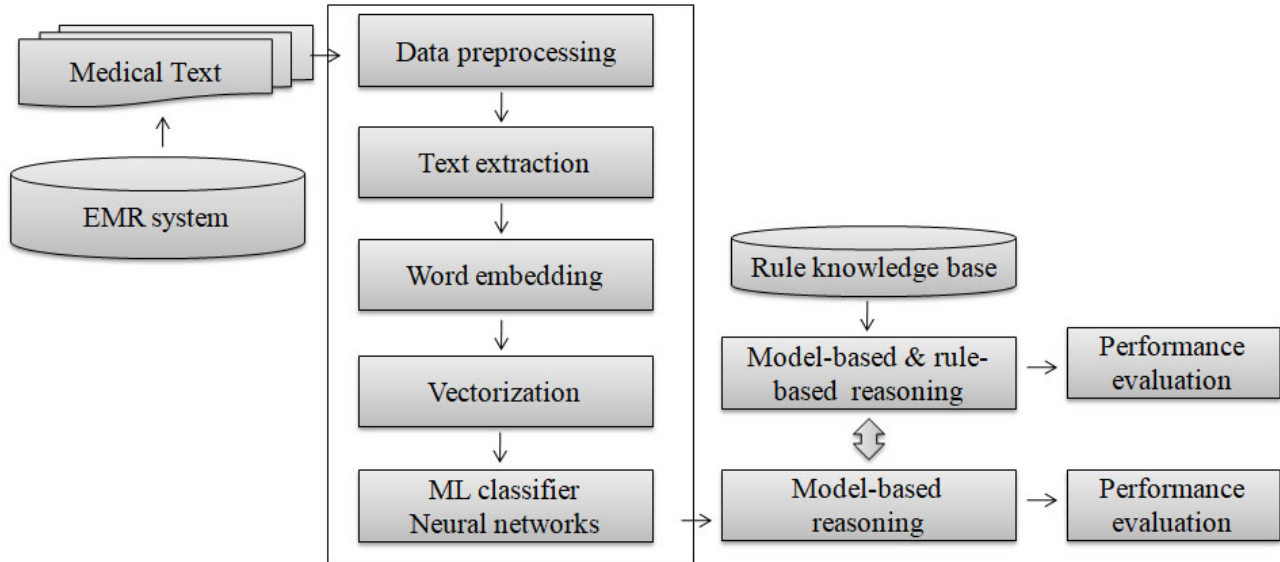 Medical Text
EMR system
Data preprocessing
Text extraction
Word embedding
Vectorization
ML classifier
Neural networks
Rule knowledge base
Model-based & rule-
based reasoning
Performance
evaluation
Model-based
reasoning
Performance
evaluation